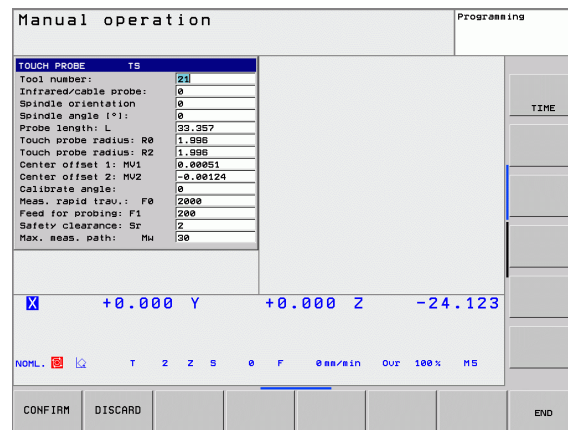 Manual operation
Programming
TOUCH PROBE TS
Tool number: 21
Infrared/cable probe: 0
Spindle orientation 0
Spindle angle [°]: 0
Probe length: L 33.357
Touch probe radius: R0 1.996
Touch probe radius: R2 1.996
Center offset 1: MV1 0.00051
Center offset 2: MV2 -0.00124
Calibrate angle: 0
Meas. rapid trav.: F0 2000
Feed for probing: F1 200
Safety clearance: Sr 2
Max. meas. path: Mw 30
TIME
X +0.000 Y +0.000 Z -24.123
NOML. T 2 Z S 0 F 0mm/min Ovr 100% M5
CONFIRM DISCARD END